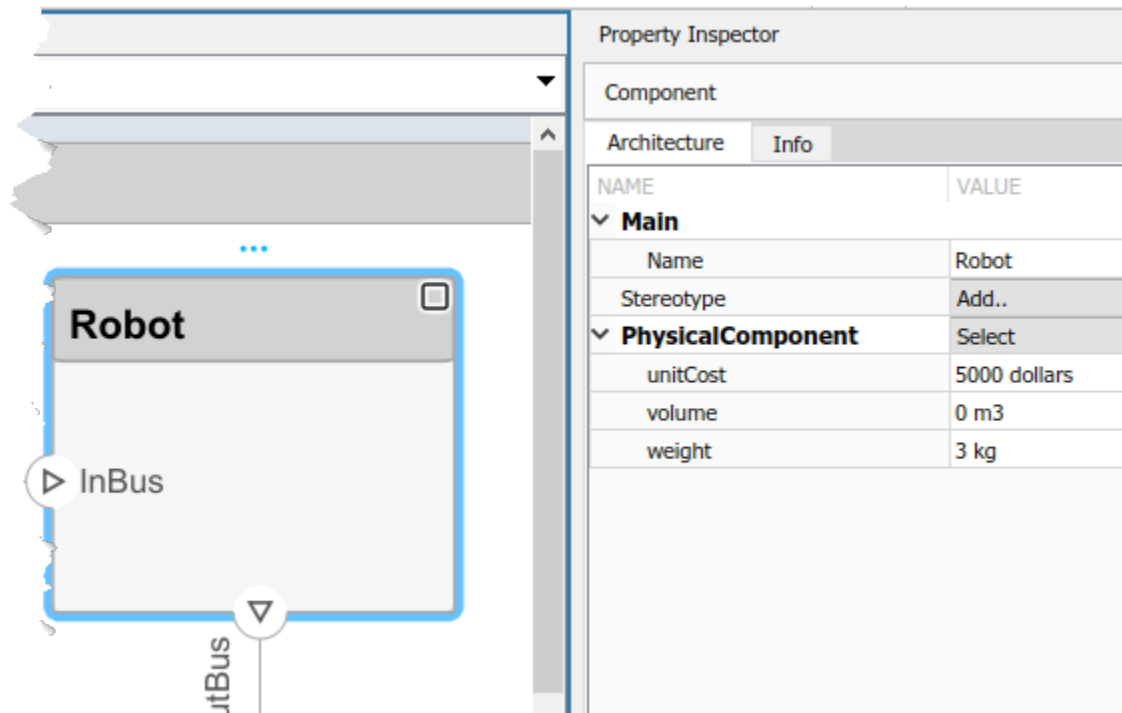 Property Inspector
Component
Architecture Info
NAME VALUE
Main
Name Robot
Stereotype Add..
PhysicalComponent Select
unitCost 5000 dollars
volume 0 m3
weight 3 kg
Robot
InBus
utBus